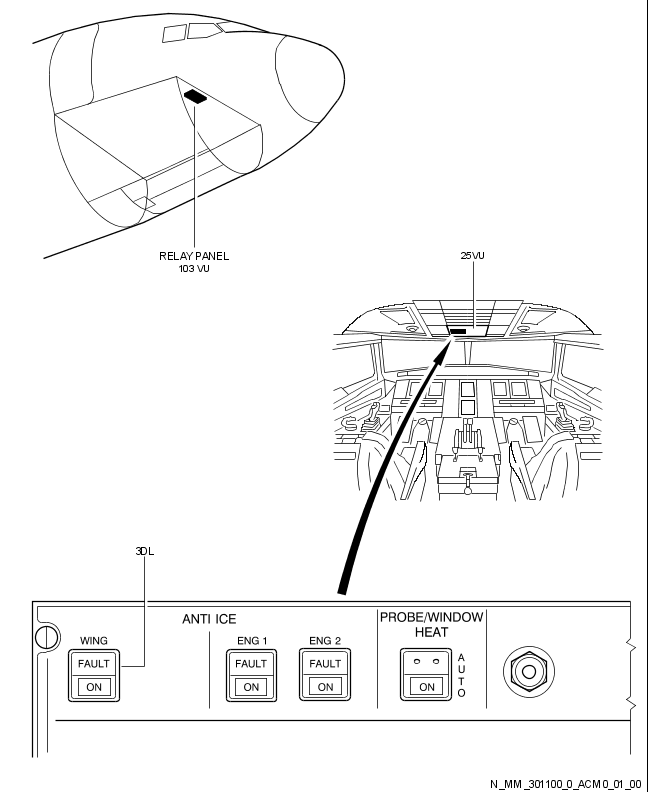 RELAY PANEL
103 VU
25VU
3DL
ANTI ICE
WING
FAULT
ON
ENG 1
FAULT
ON
ENG 2
FAULT
ON
PROBE/WINDOW
HEAT
ON
A
U
T
O
N_MM_301100_0_ACM0_01_00